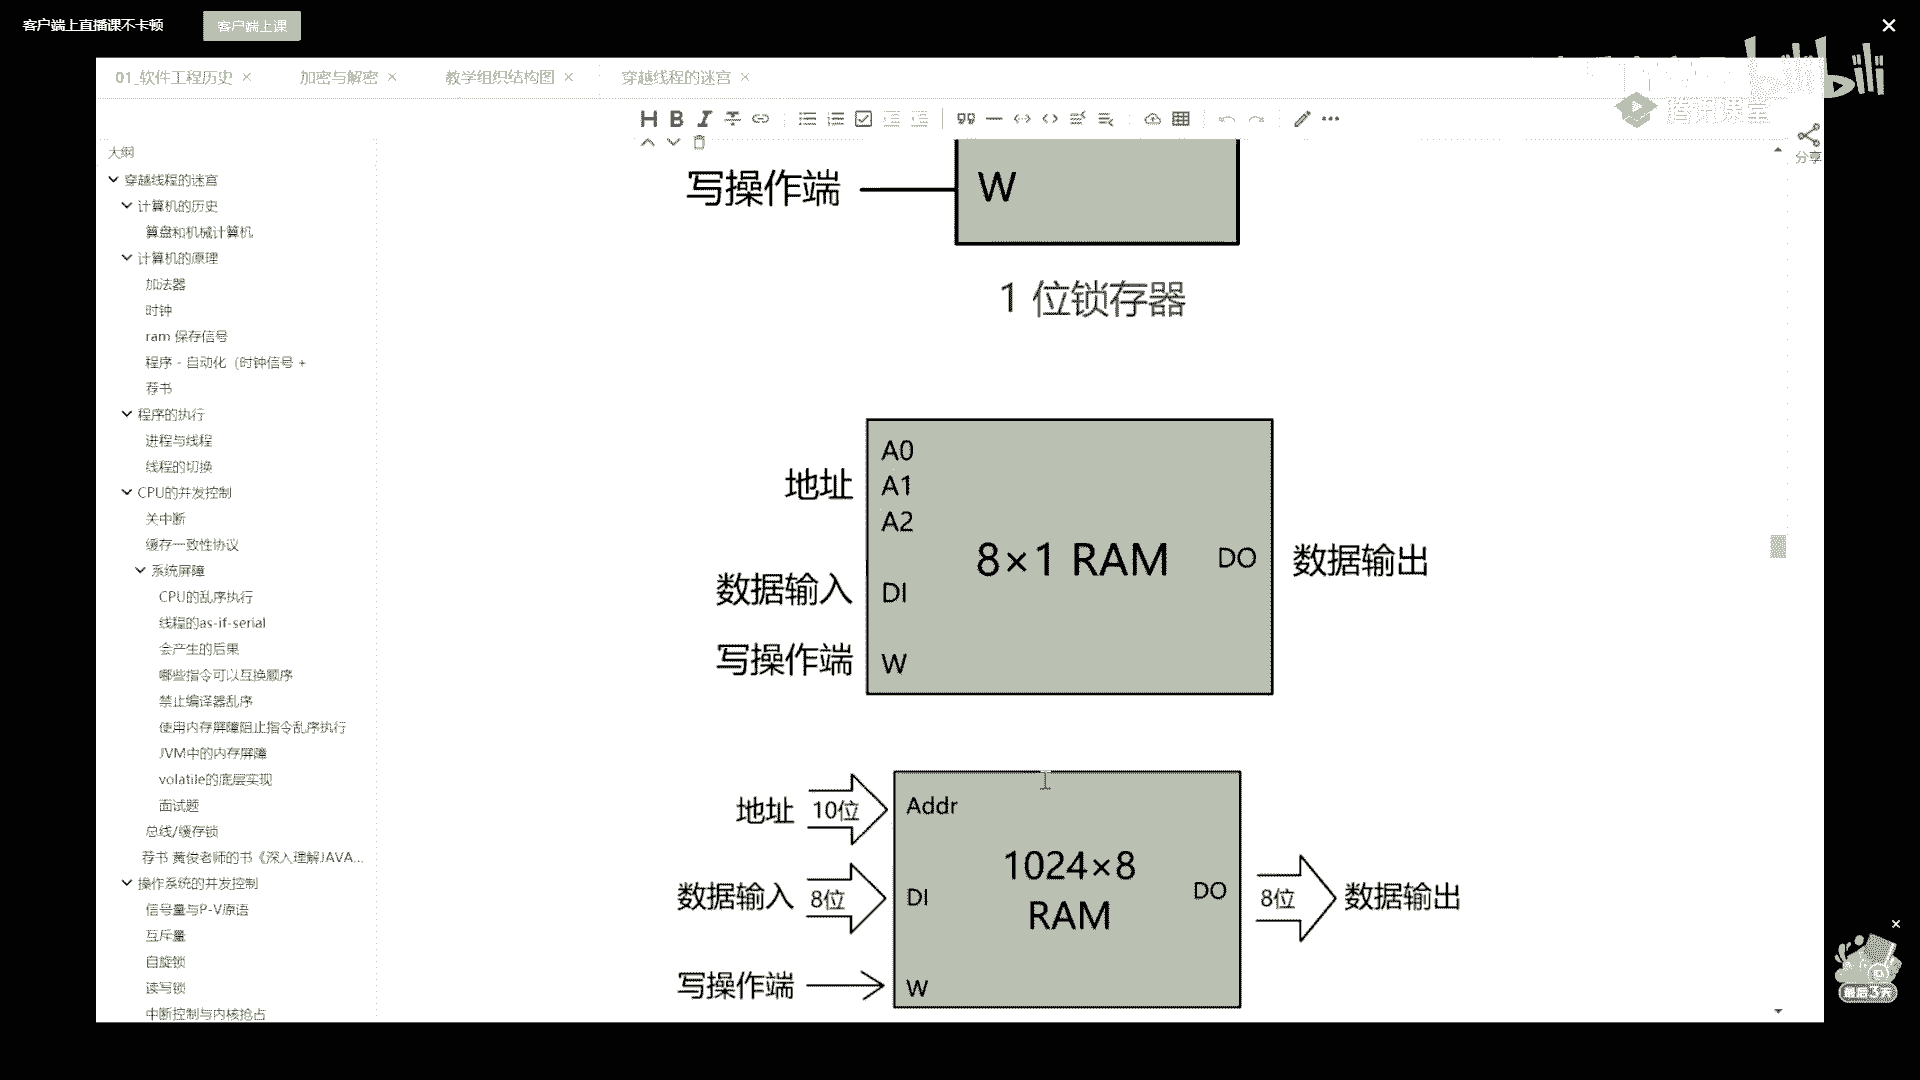 客户端上直播课不卡顿
客户端上课
bilibili
01_软件工程历史
加密与解密
教学组织结构图
穿越线程的迷宫
腾讯课堂
分享
大纲
穿越线程的迷宫
计算机的历史
算盘和机械计算机
计算机的原理
加法器
时钟
ram 保存信号
程序 - 自动化（时钟信号 +
荐书
程序的执行
进程与线程
线程的切换
CPU的并发控制
关中断
缓存一致性协议
系统屏障
CPU的乱序执行
线程的as-if-serial
会产生的后果
哪些指令可以互换顺序
禁止编译器乱序
使用内存屏障阻止指令乱序执行
JVM中的内存屏障
volatile的底层实现
面试题
总线/缓存锁
荐书 黄俊老师的书《深入理解JAVA...
操作系统的并发控制
信号量与P-V原语
互斥量
自旋锁
读写锁
中断控制与内核抢占
写操作端
W
1 位锁存器
地址
A0
A1
A2
8×1 RAM
DO
数据输出
数据输入
DI
写操作端
W
地址
10位
Addr
1024×8
RAM
数据输入
8位
DI
DO
8位
数据输出
写操作端
W
最后3天